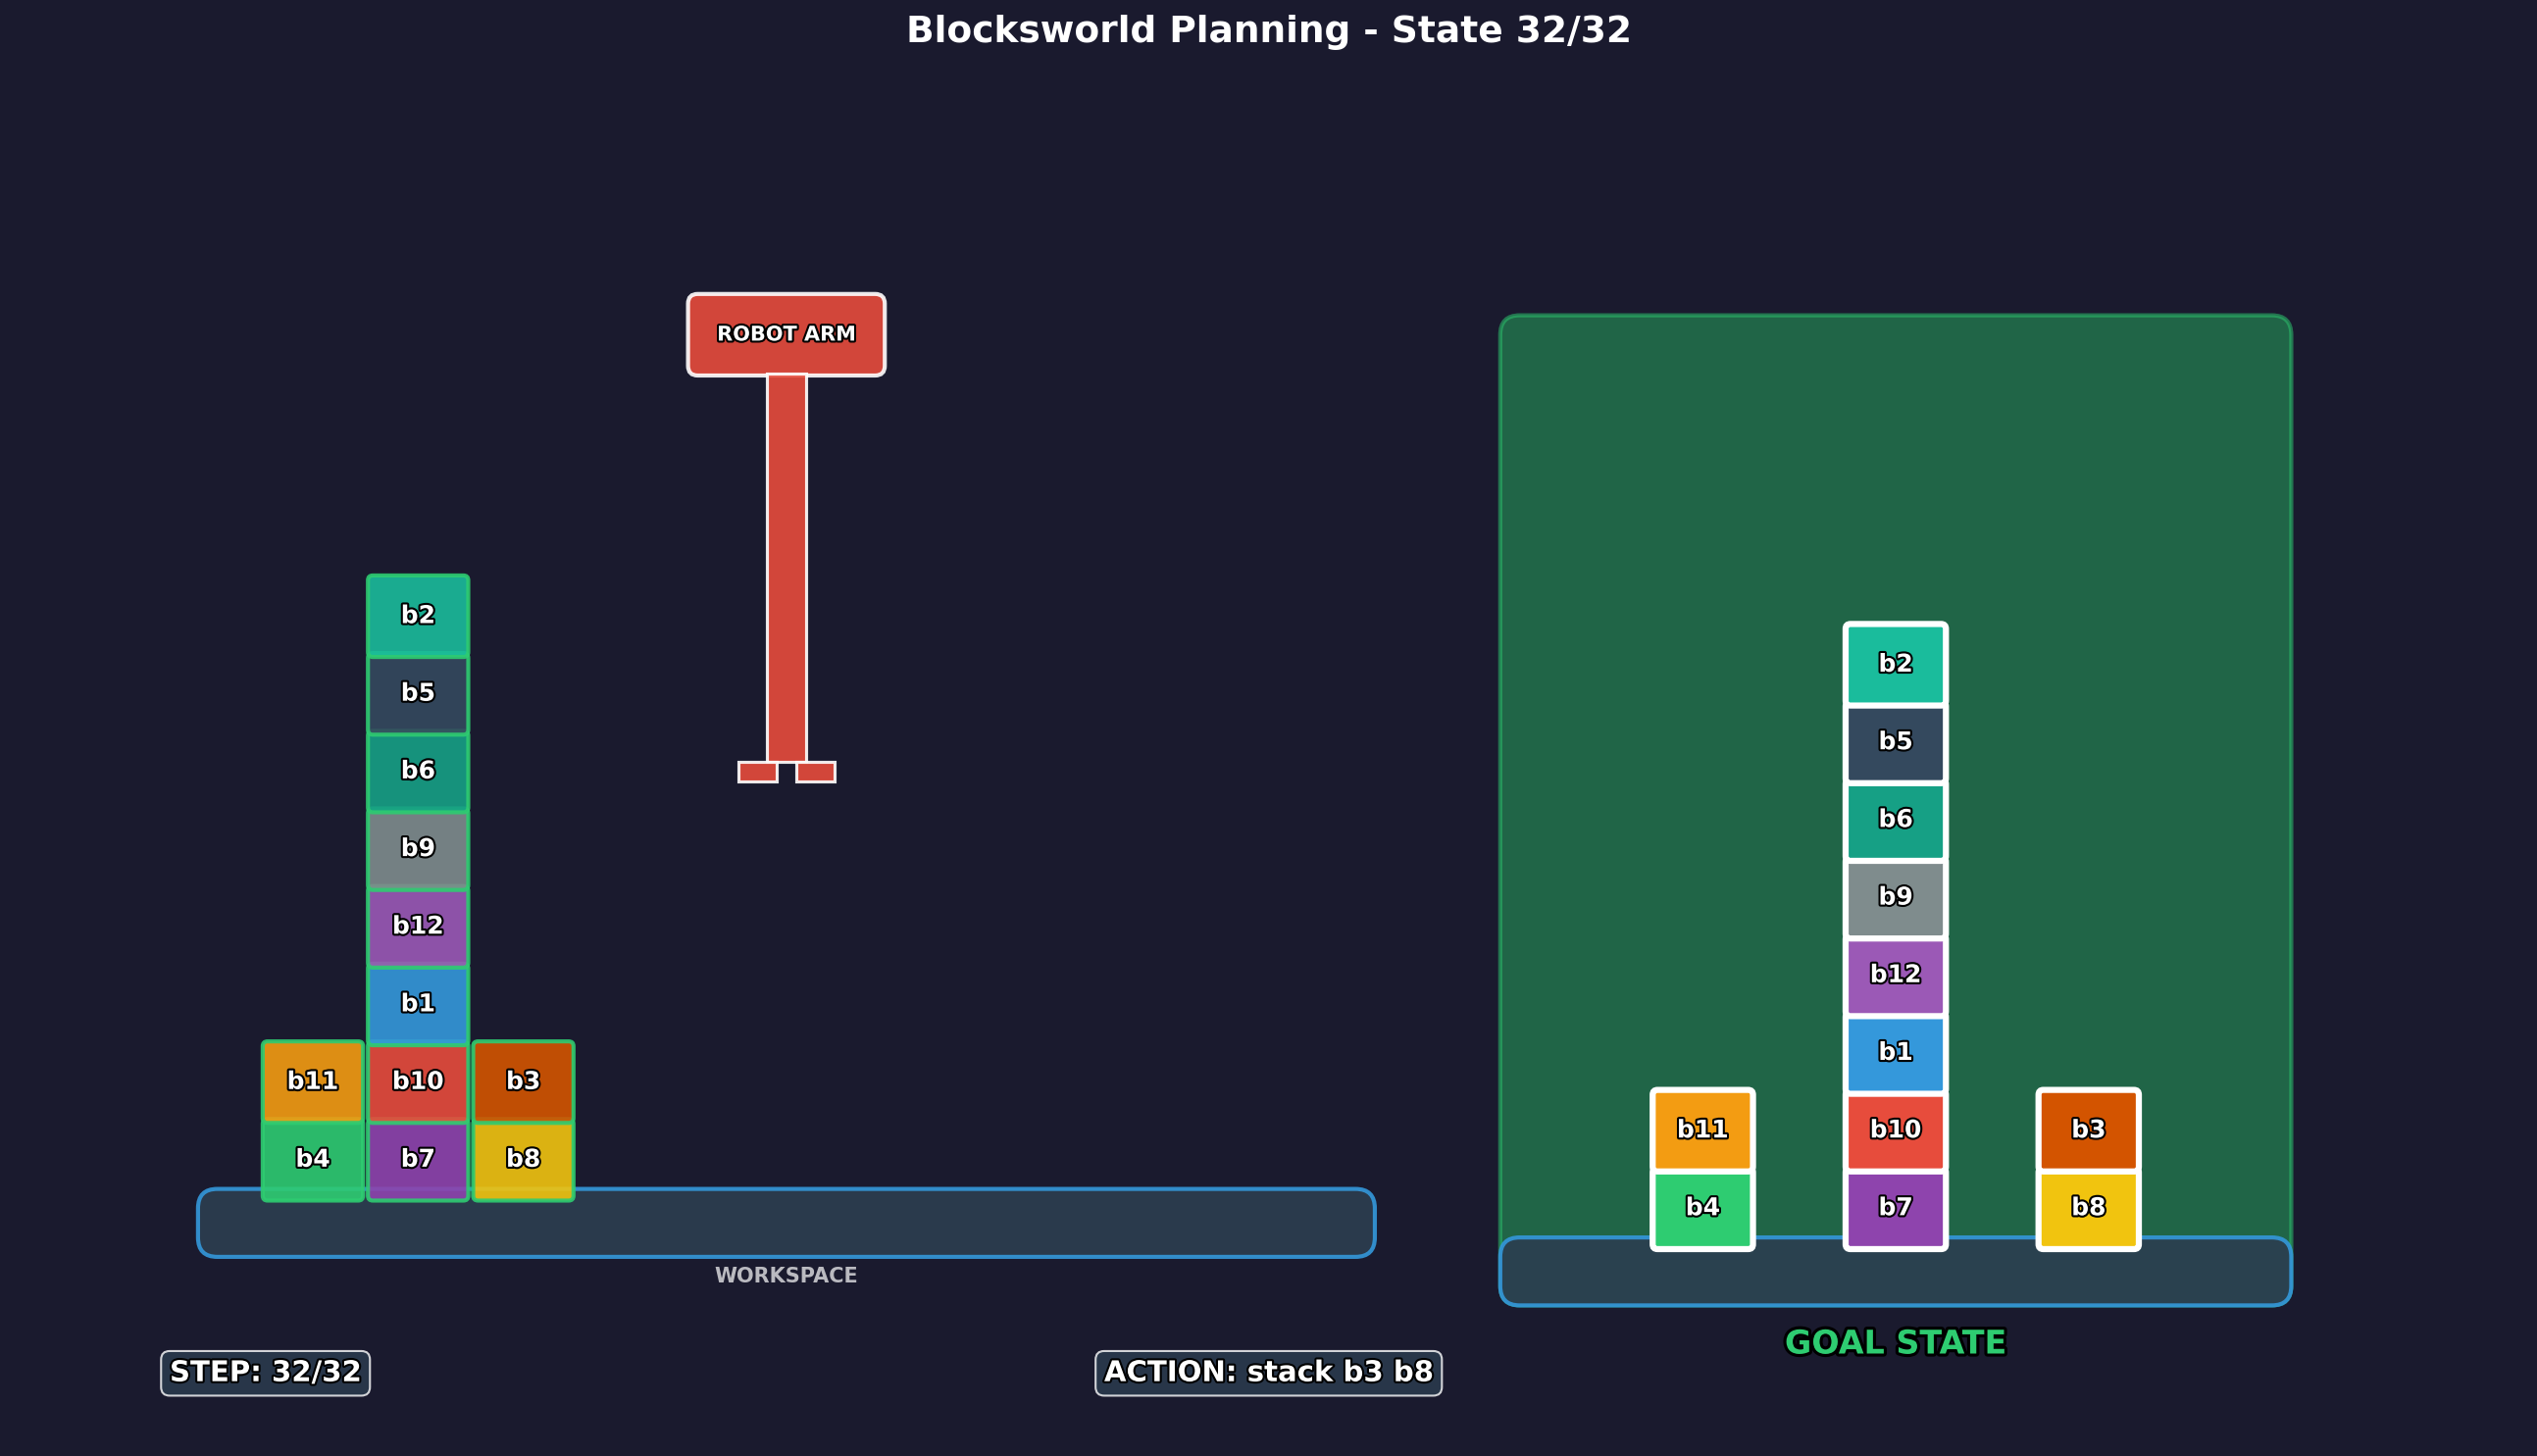 Blocksworld Planning - State 32/32
ROBOT ARM
b2
b5
b6
b9
b12
b1
b11 b10 b3
b4 b7 b8
WORKSPACE
b2
b5
b6
b9
b12
b1
b11 b10 b3
b4 b7 b8
GOAL STATE
STEP: 32/32
ACTION: stack b3 b8